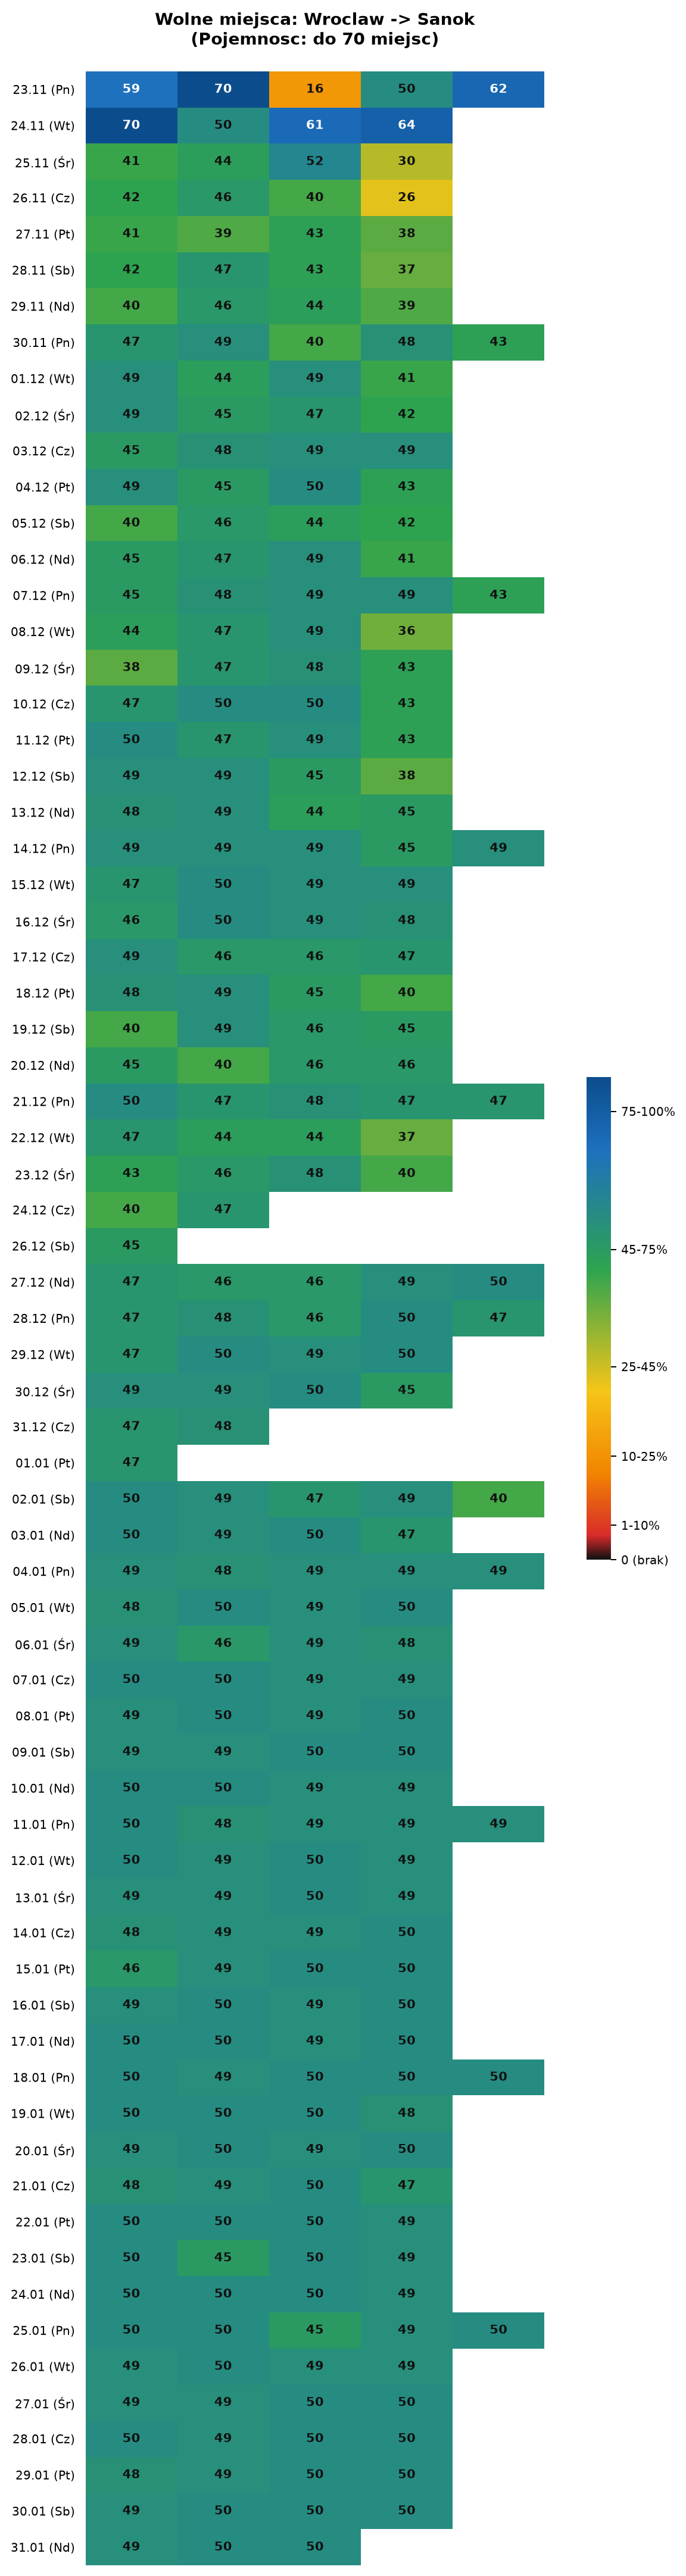 Wolne miejsca: Wroclaw -> Sanok
(Pojemnosc: do 70 miejsc)
23.11 (Pn) 59 70 16 50 62
24.11 (Wt) 70 50 61 64
25.11 (Śr) 41 44 52 30
26.11 (Cz) 42 46 40 26
27.11 (Pt) 41 39 43 38
28.11 (Sb) 42 47 43 37
29.11 (Nd) 40 46 44 39
30.11 (Pn) 47 49 40 48 43
01.12 (Wt) 49 44 49 41
02.12 (Śr) 49 45 47 42
03.12 (Cz) 45 48 49 49
04.12 (Pt) 49 45 50 43
05.12 (Sb) 40 46 44 42
06.12 (Nd) 45 47 49 41
07.12 (Pn) 45 48 49 49 43
08.12 (Wt) 44 47 49 36
09.12 (Śr) 38 47 48 43
10.12 (Cz) 47 50 50 43
11.12 (Pt) 50 47 49 43
12.12 (Sb) 49 49 45 38
13.12 (Nd) 48 49 44 45
14.12 (Pn) 49 49 49 45 49
15.12 (Wt) 47 50 49 49
16.12 (Śr) 46 50 49 48
17.12 (Cz) 49 46 46 47
18.12 (Pt) 48 49 45 40
19.12 (Sb) 40 49 46 45
20.12 (Nd) 45 40 46 46
21.12 (Pn) 50 47 48 47 47
22.12 (Wt) 47 44 44 37
23.12 (Śr) 43 46 48 40
24.12 (Cz) 40 47
26.12 (Sb) 45
27.12 (Nd) 47 46 46 49 50
28.12 (Pn) 47 48 46 50 47
29.12 (Wt) 47 50 49 50
30.12 (Śr) 49 49 50 45
31.12 (Cz) 47 48
01.01 (Pt) 47
02.01 (Sb) 50 49 47 49 40
03.01 (Nd) 50 49 50 47
04.01 (Pn) 49 48 49 49 49
05.01 (Wt) 48 50 49 50
06.01 (Śr) 49 46 49 48
07.01 (Cz) 50 50 49 49
08.01 (Pt) 49 50 49 50
09.01 (Sb) 49 49 50 50
10.01 (Nd) 50 50 49 49
11.01 (Pn) 50 48 49 49 49
12.01 (Wt) 50 49 50 49
13.01 (Śr) 49 49 50 49
14.01 (Cz) 48 49 49 50
15.01 (Pt) 46 49 50 50
16.01 (Sb) 49 50 49 50
17.01 (Nd) 50 50 49 50
18.01 (Pn) 50 49 50 50 50
19.01 (Wt) 50 50 50 48
20.01 (Śr) 49 50 49 50
21.01 (Cz) 48 49 50 47
22.01 (Pt) 50 50 50 49
23.01 (Sb) 50 45 50 49
24.01 (Nd) 50 50 50 49
25.01 (Pn) 50 50 45 49 50
26.01 (Wt) 49 50 49 49
27.01 (Śr) 49 49 50 50
28.01 (Cz) 50 49 50 50
29.01 (Pt) 48 49 50 50
30.01 (Sb) 49 50 50 50
31.01 (Nd) 49 50 50
75-100%
45-75%
25-45%
10-25%
1-10%
0 (brak)